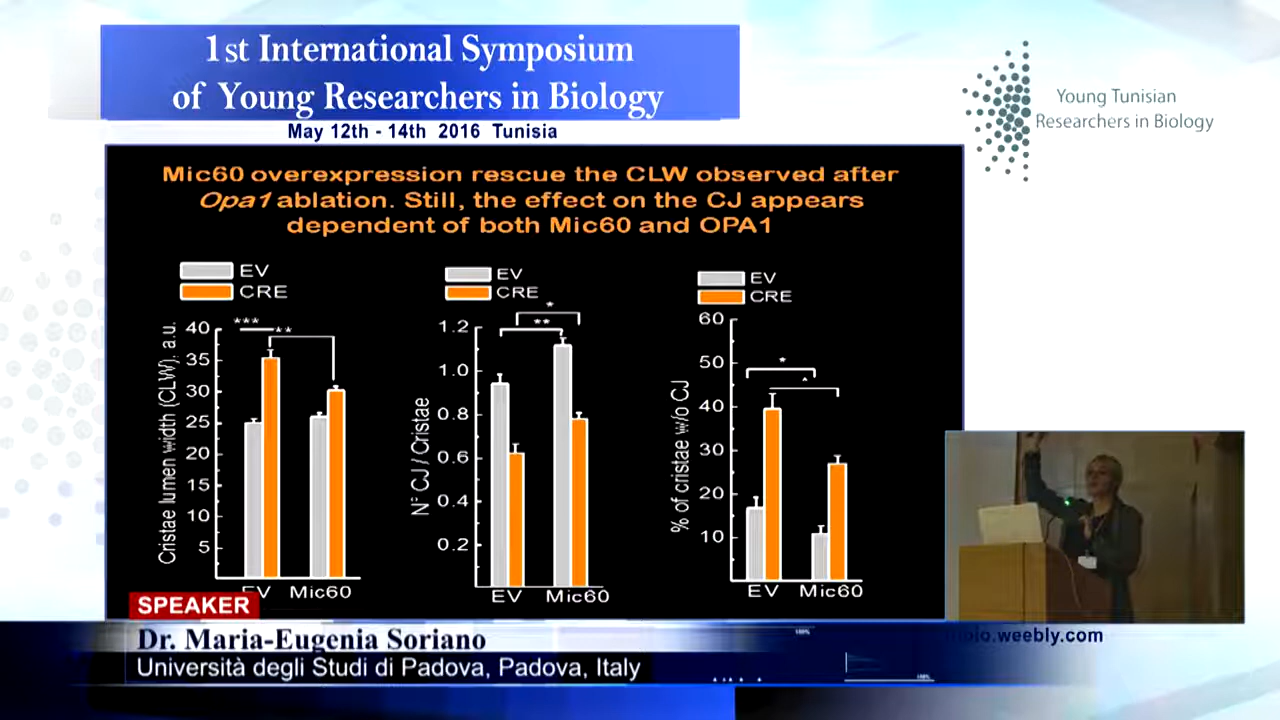 1st International Symposium
of Young Researchers in Biology
May 12th - 14th 2016 Tunisia
Young Tunisian
Researchers in Biology
Mic60 overexpression rescue the CLW observed after
Opa1 ablation. Still, the effect on the CJ appears
dependent of both Mic60 and OPA1
EV
CRE
Cristae lumen width (CLW), a.u.
40
35
30
25
20
15
10
5
***
**
EV
Mic60
EV
CRE
N° CJ / Cristae
1.2
1.0
0.8
0.6
0.4
0.2
*
**
EV
Mic60
EV
CRE
% of cristae w/o CJ
60
50
40
30
20
10
*
EV
Mic60
SPEAKER
Dr. Maria-Eugenia Soriano
Università degli Studi di Padova, Padova, Italy
.weebly.com